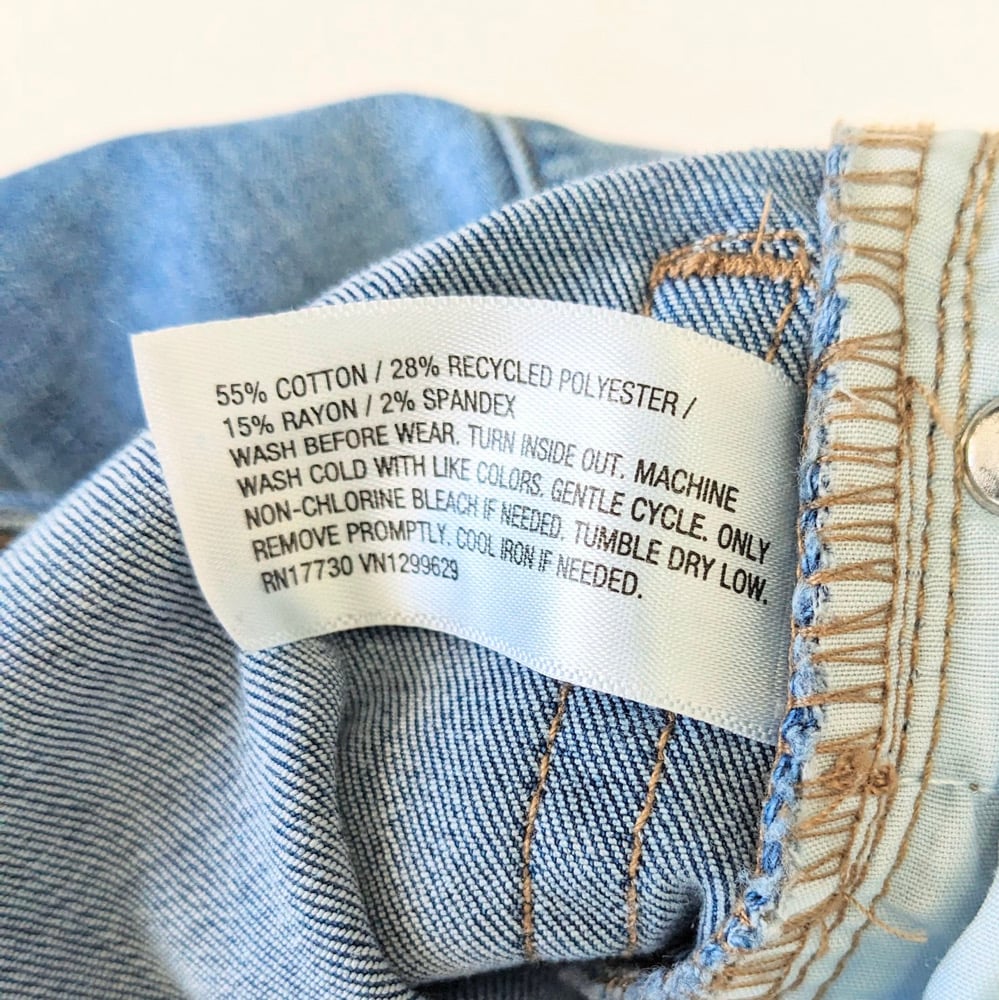 55% COTTON / 28% RECYCLED POLYESTER /
15% RAYON / 2% SPANDEX
WASH BEFORE WEAR. TURN INSIDE OUT. MACHINE
WASH COLD WITH LIKE COLORS. GENTLE CYCLE. ONLY
NON-CHLORINE BLEACH IF NEEDED. TUMBLE DRY LOW.
REMOVE PROMPTLY. COOL IRON IF NEEDED.
RN17730 VN1299629